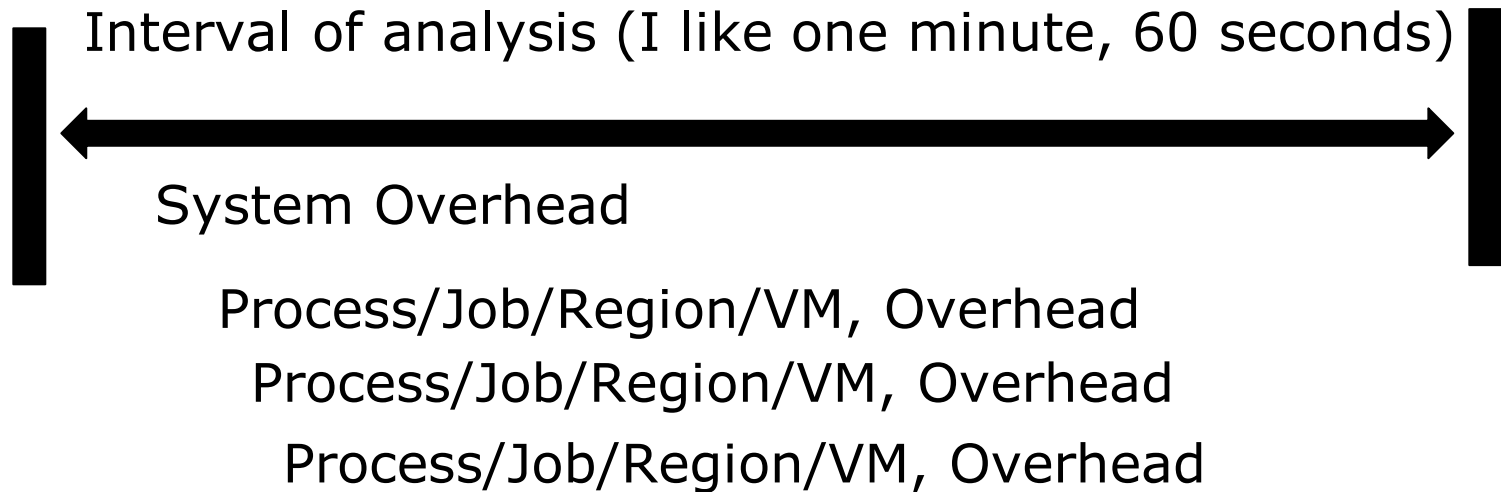 Interval of analysis (I like one minute, 60 seconds)
System Overhead
Process/Job/Region/VM, Overhead
Process/Job/Region/VM, Overhead
Process/Job/Region/VM, Overhead